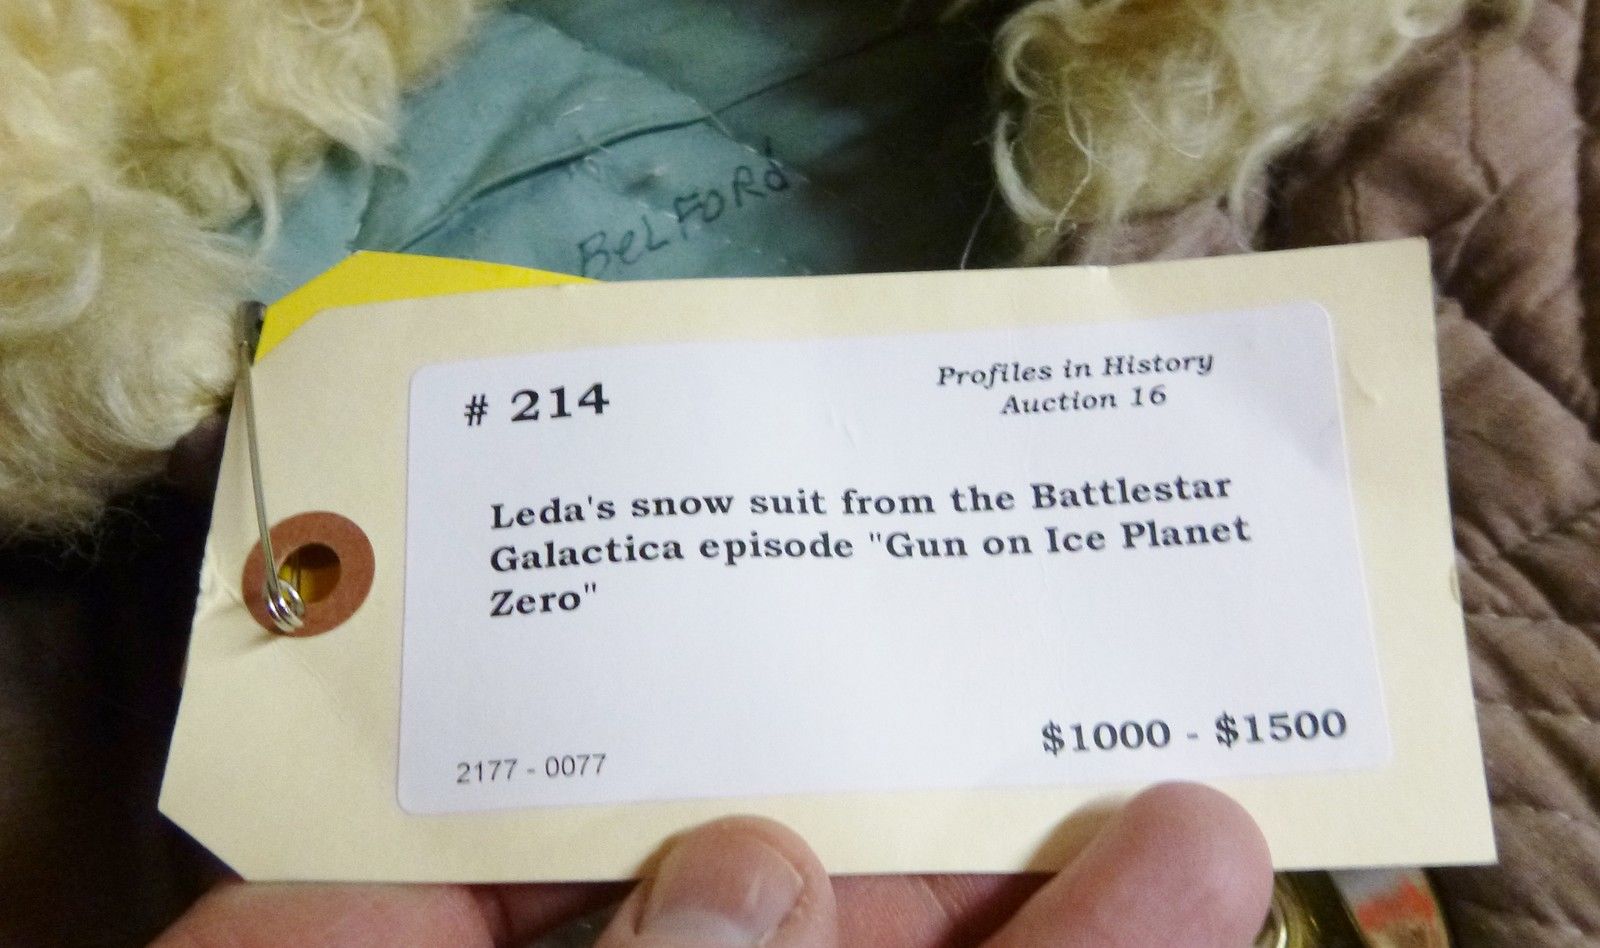 BeLFORd
# 214
Profiles in History
Auction 16
Leda's snow suit from the Battlestar
Galactica episode "Gun on Ice Planet
Zero"
$1000 - $1500
2177 - 0077